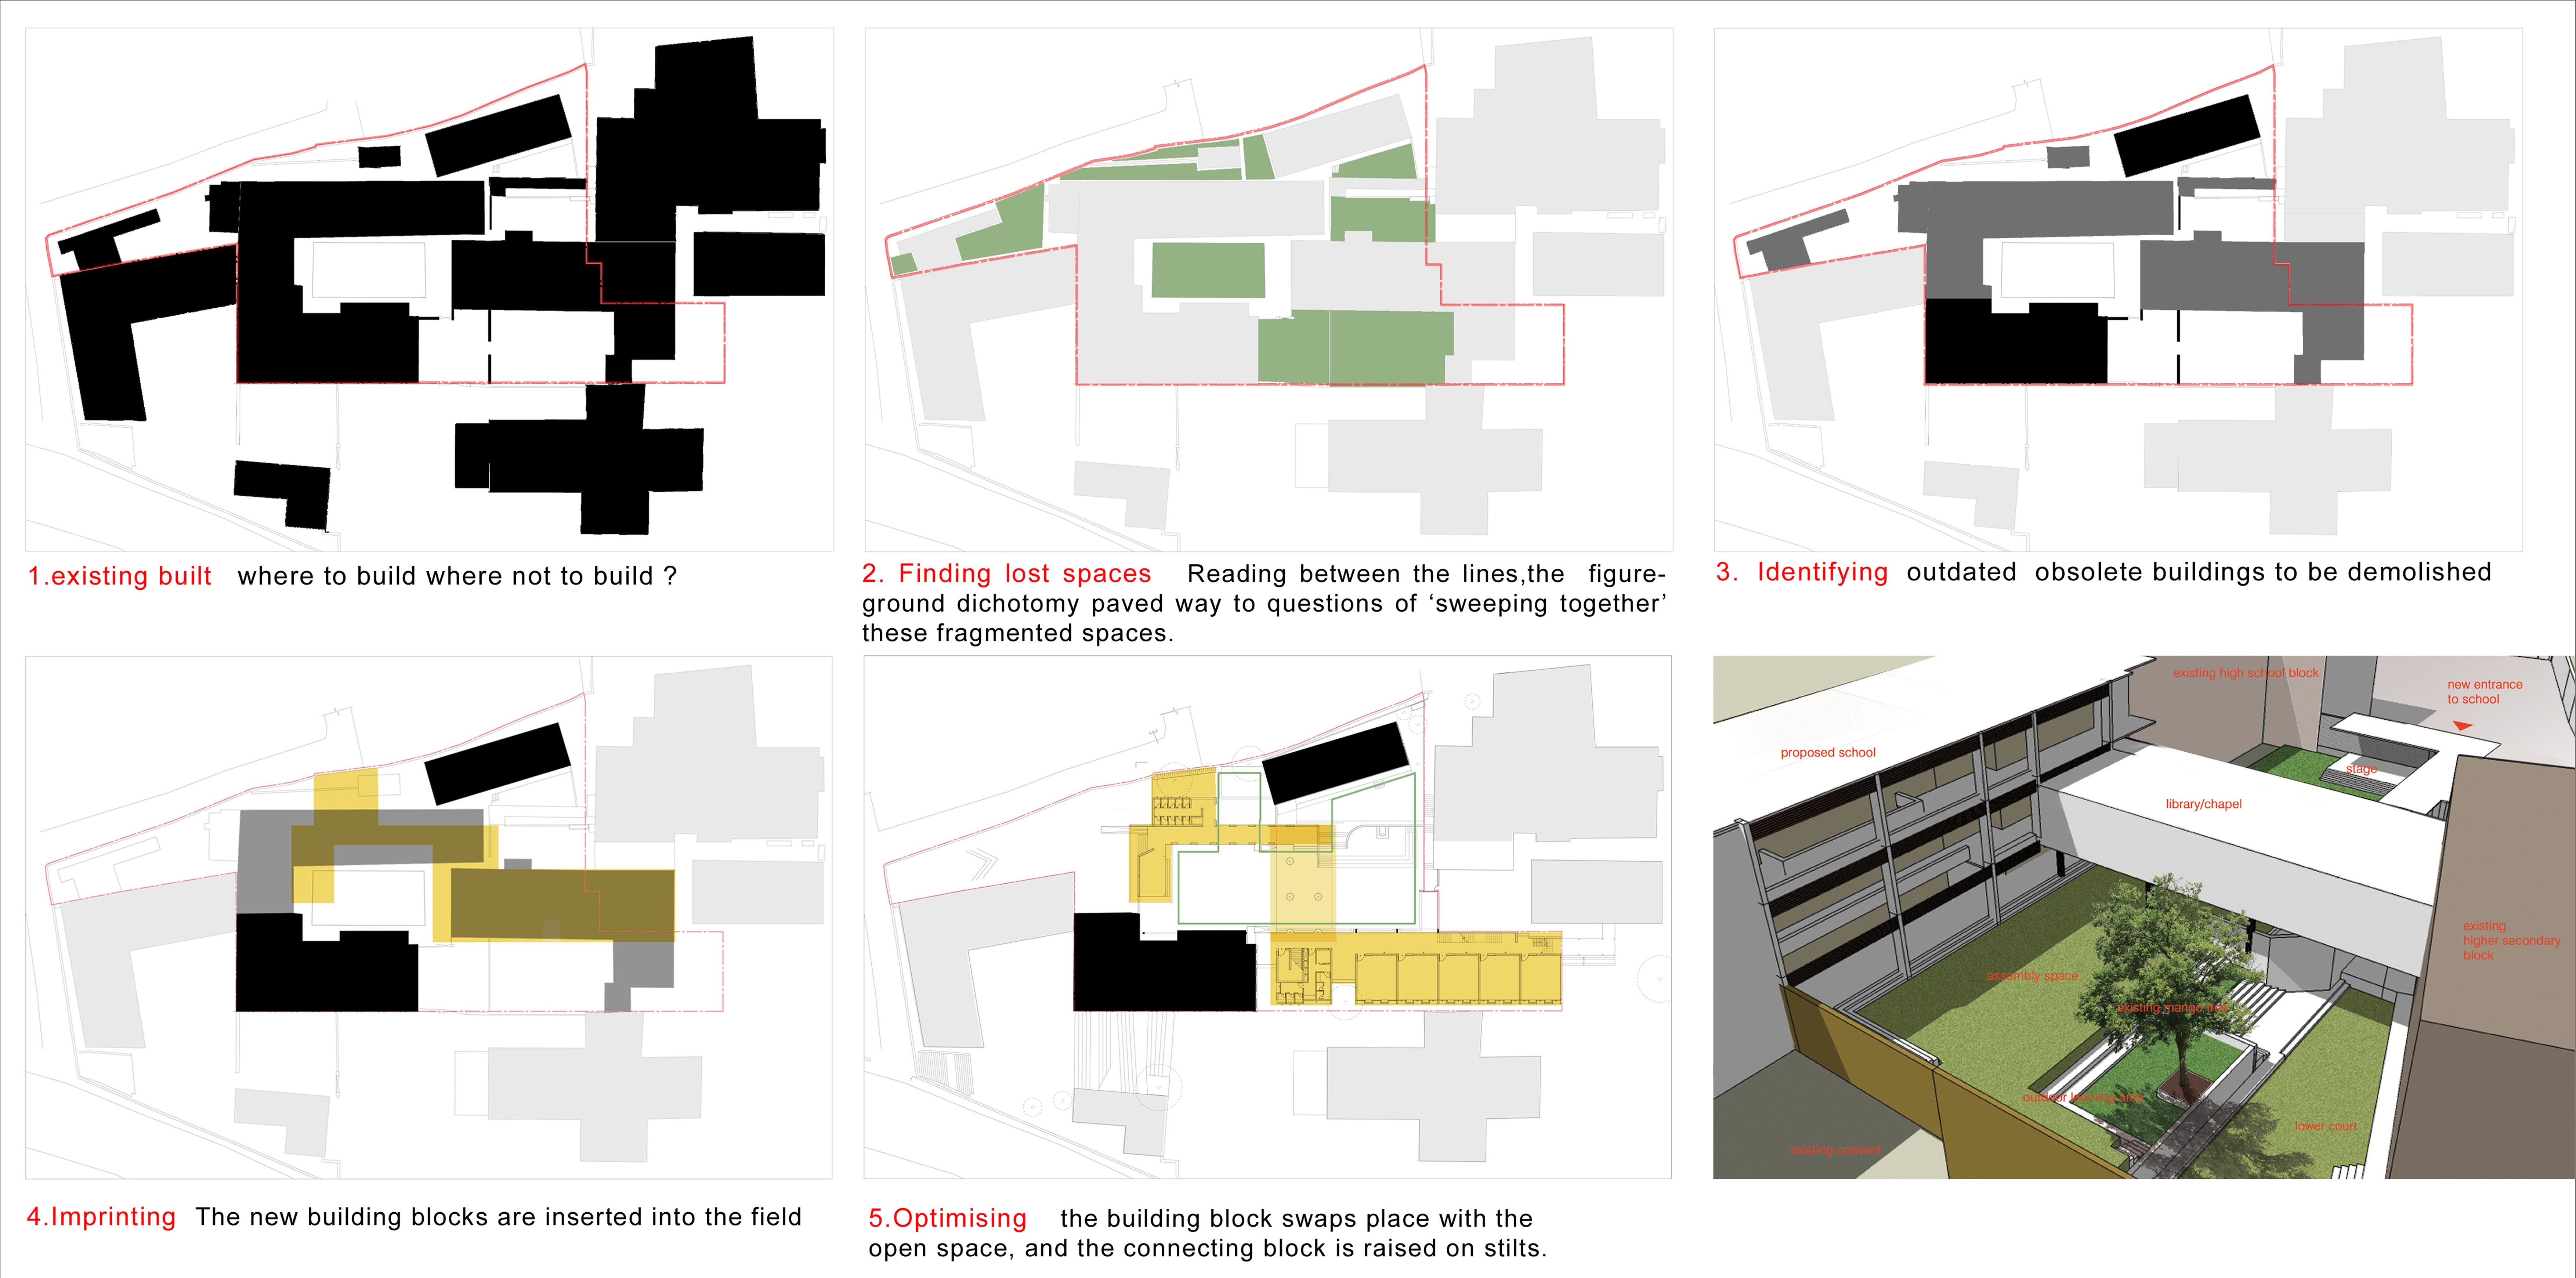 1.existing built where to build where not to build ?
2. Finding lost spaces Reading between the lines,the figure-
ground dichotomy paved way to questions of ‘sweeping together’
these fragmented spaces.
3. Identifying outdated obsolete buildings to be demolished
4.Imprinting The new building blocks are inserted into the field
5.Optimising the building block swaps place with the
open space, and the connecting block is raised on stilts.
existing high school block
new entrance
to school
proposed school
stage
library/chapel
existing
higher secondary
block
assembly space
existing mango tree
outdoor learning area
lower court
existing convent